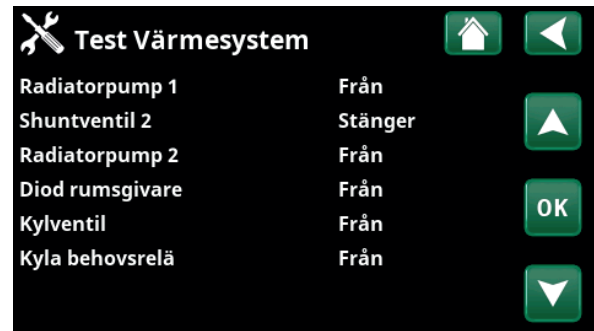 Test Värmesystem
Radiatorpump 1 Från
Shuntventil 2 Stänger
Radiatorpump 2 Från
Diod rumsgivare Från
OK
Kylventil Från
Kyla behovsrelä Från